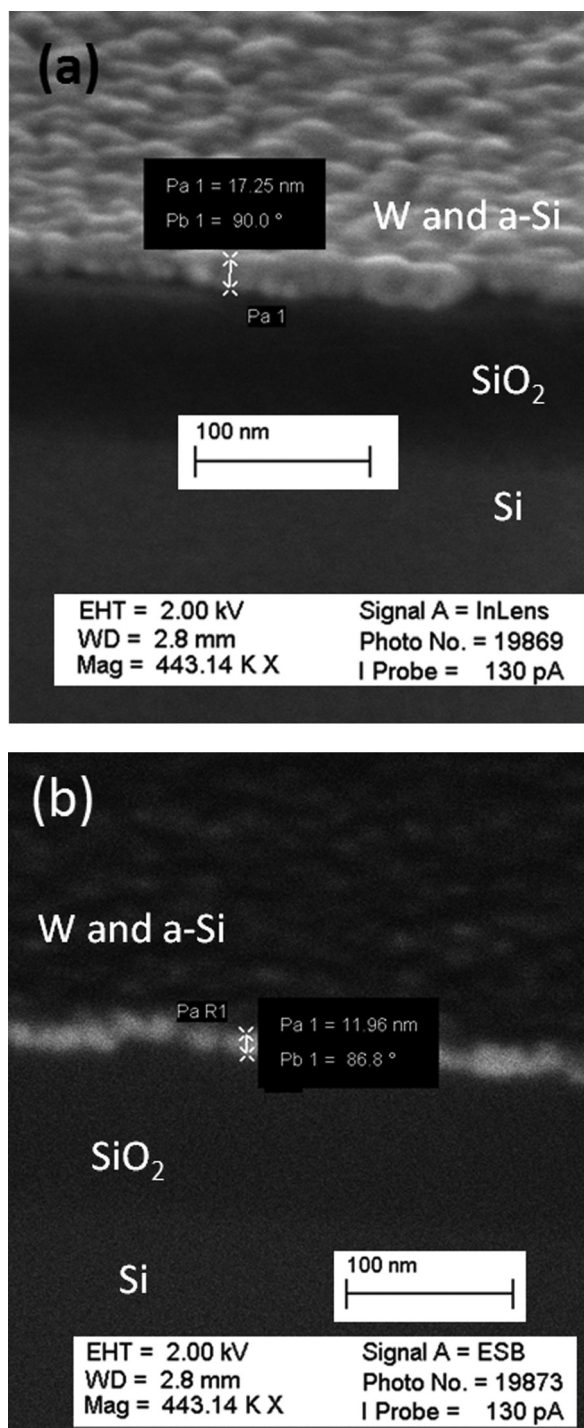 (a)
Pa 1 = 17.25 nm
Pb 1 = 90.0 °
W and a-Si
Pa 1
SiO2
100 nm
Si
EHT = 2.00 kV Signal A = InLens
WD = 2.8 mm Photo No. = 19869
Mag = 443.14 K X I Probe = 130 pA
(b)
W and a-Si
Pa R1
Pa 1 = 11.96 nm
Pb 1 = 86.8 °
SiO2
Si
100 nm
EHT = 2.00 kV Signal A = ESB
WD = 2.8 mm Photo No. = 19873
Mag = 443.14 K X I Probe = 130 pA